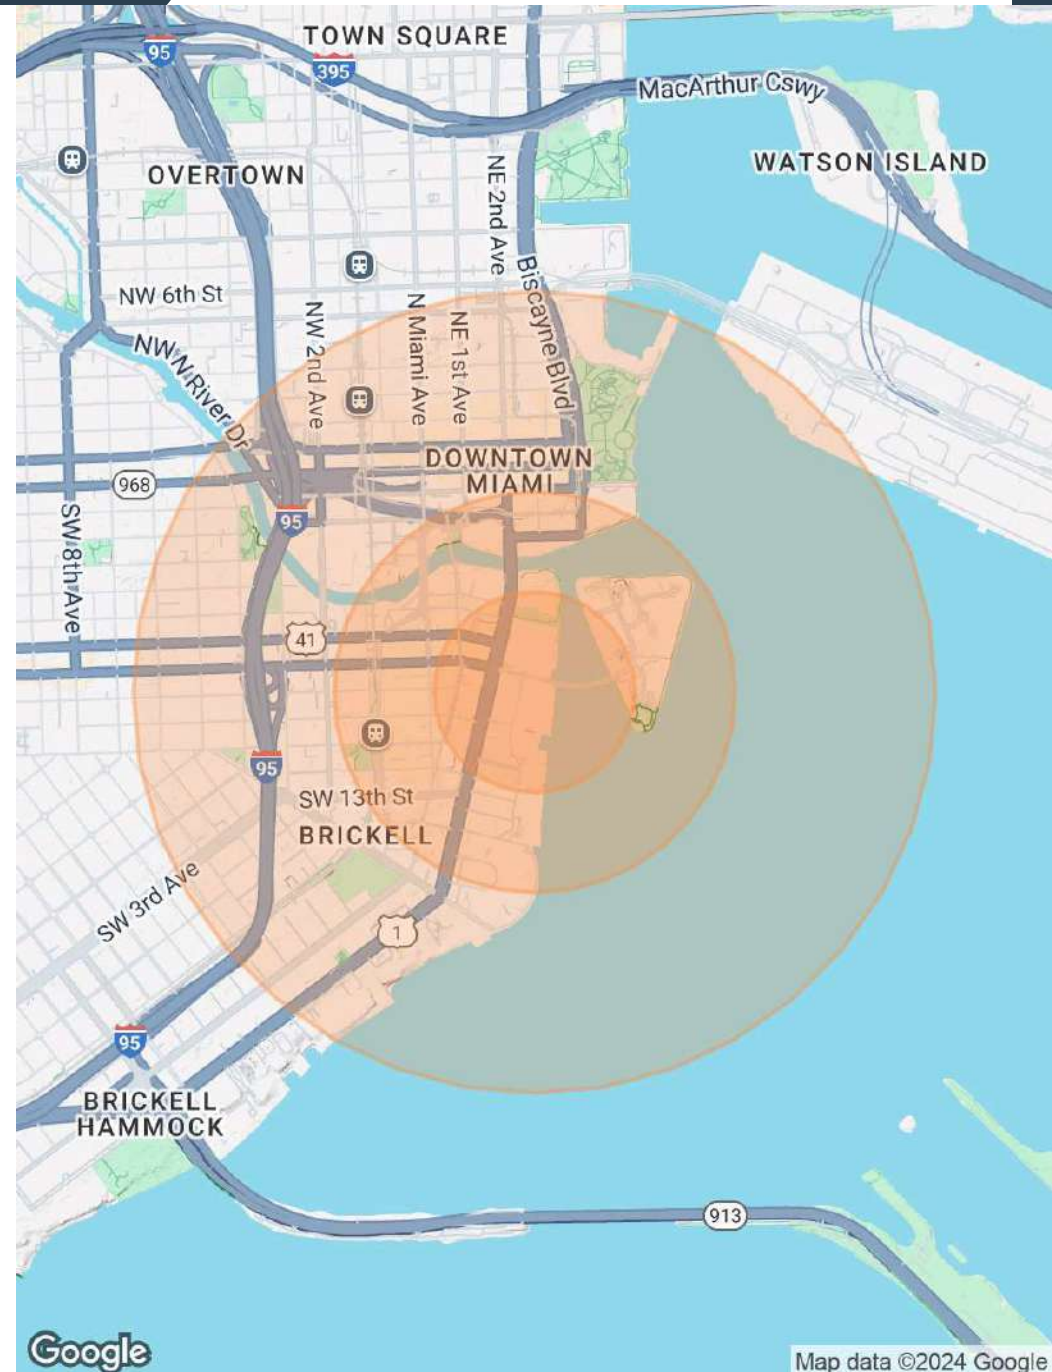 TOWN SQUARE
95
395
MacArthur Cswy
WATSON ISLAND
OVERTOWN
NE 2nd Ave
Biscayne Blvd
NW 6th St
NW 2nd Ave
N Miami Ave
NE 1st Ave
NW N River Dr
DOWNTOWN
MIAMI
968
95
SW 8th Ave
41
95
SW 13th St
BRICKELL
SW 3rd Ave
1
95
BRICKELL
HAMMOCK
913
Google
Map data ©2024 Google